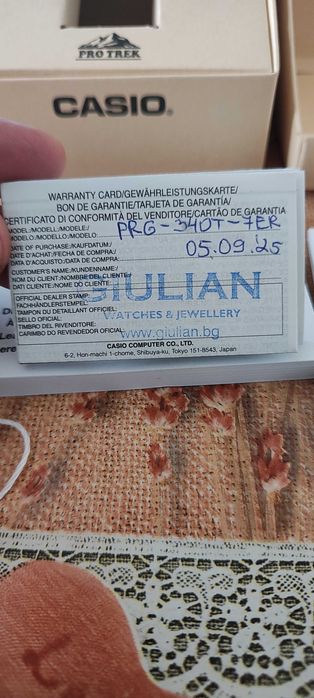 PRO TREK
CASIO®
WARRANTY CARD/GEWÄHRLEISTUNGSKARTE/
BON DE GARANTIE/TARJETA DE GARANTÍA/
CERTIFICATO DI CONFORMITÀ DEL VENDITORE/CARTÃO DE GARANTIA
MODEL:/MODELL:/MODÈLE:/
MODELO:/MODELLO:/MODELO: PRG-340T-7ER
DATE OF PURCHASE/KAUFDATUM:/
DATE D'ACHAT:/FECHA DE COMPRA:/ 05.09.25
DATA D'ACQUISTO/DATA DE COMPRA:
CUSTOMER'S NAME:/KUNDENNAME:/
NOM DU CLIENT:/NOMBRE DEL CLIENTE:/
DATI CLIENTE:/NOME DO CLIENTE:
GIULIAN
OFFICIAL DEALER STAMP:
FACHHÄNDLERSTEMPEL:
WATCHES & JEWELLERY
TAMPON DU DETAILLANT OFFICIEL:
SELLO OFICIAL:
TIMBRO DEL RIVENDITORE:
www.giulian.bg
CARIMBO DO REVENDEDOR OFICIAL:
CASIO COMPUTER CO., LTD.
6-2, Hon-machi 1-chome, Shibuya-ku, Tokyo 151-8543, Japan